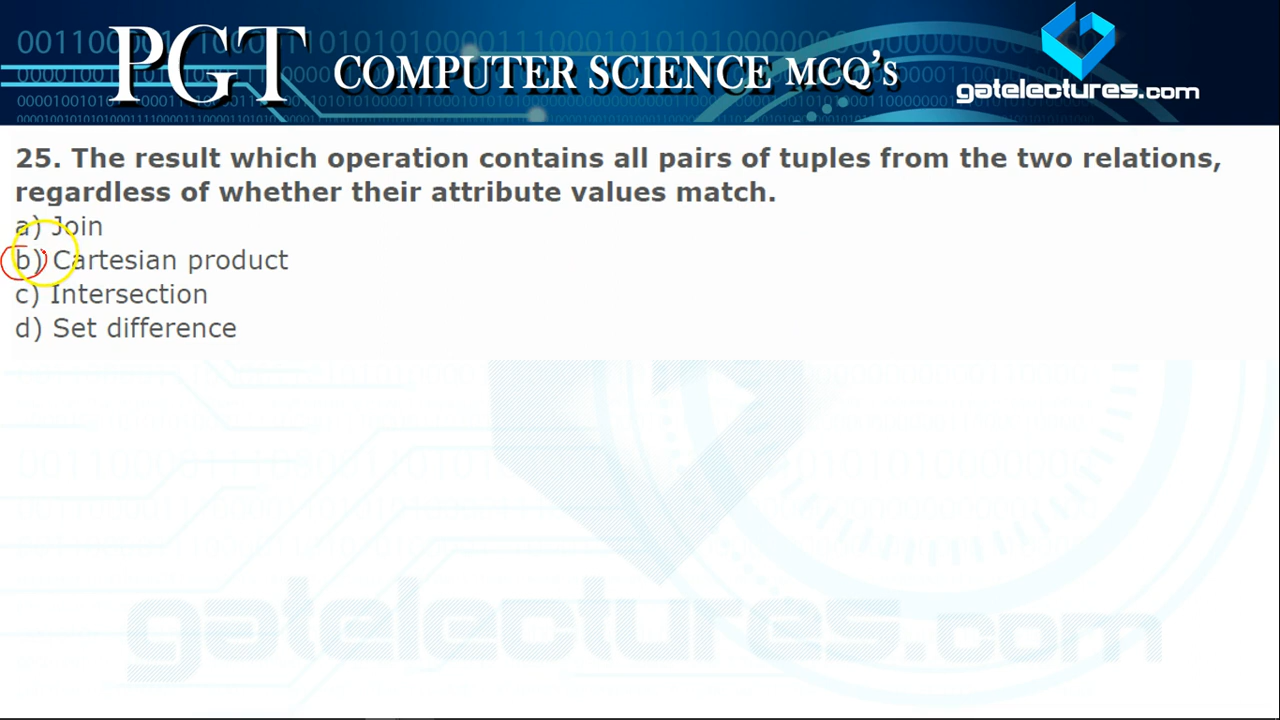 PGT COMPUTER SCIENCE MCQ's
gatelectures.com
25. The result which operation contains all pairs of tuples from the two relations,
regardless of whether their attribute values match.
a) Join
b) Cartesian product
c) Intersection
d) Set difference
gatelectures.com